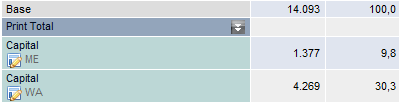 Base 14.093 100,0
Print Total
Capital
ME 1.377 9,8
Capital
WA 4.269 30,3